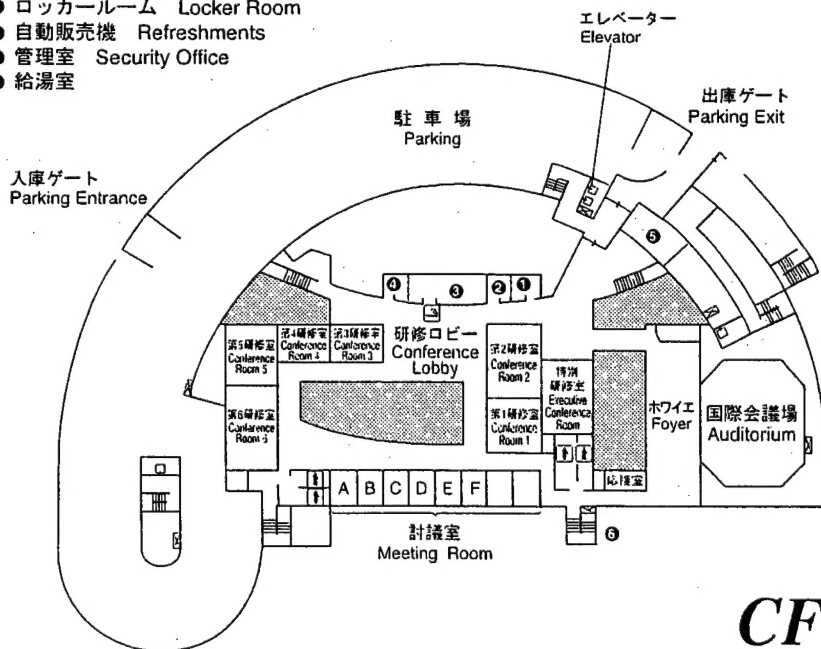 ● ロッカールーム Locker Room
● 自動販売機 Refreshments
● 管理室 Security Office
● 給湯室
エレベーター
Elevator
出庫ゲート
Parking Exit
駐車場
Parking
入庫ゲート
Parking Entrance
❺
❹
❸
❷
❶
第5研修室
Conference
Room 5
第4研修室
Conference
Room 4
第3研修室
Conference
Room 3
研修ロビー
Conference
Lobby
第2研修室
Conference
Room 2
特別
研修室
Executive
Conference
Room
第6研修室
Conference
Room 6
第1研修室
Conference
Room 1
ホワイエ
Foyer
国際会議場
Auditorium
応接室
A B C D E F
討議室
Meeting Room
❻
CF